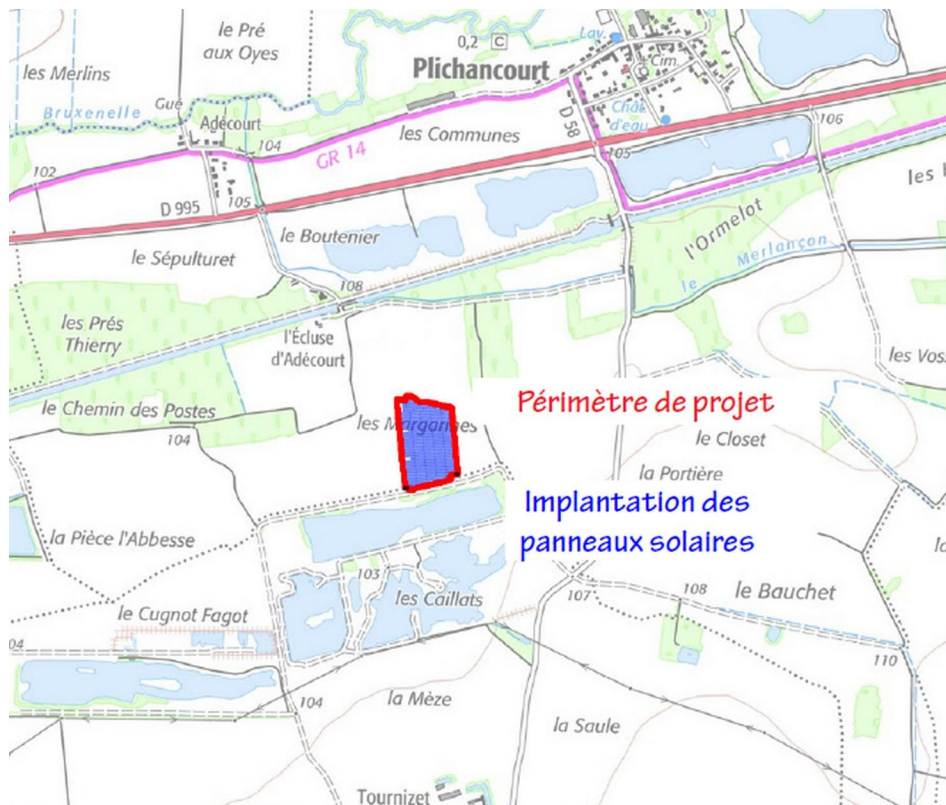 le Pré
aux Oyes
les Merlins
0,2 C
Lav.
Plichancourt
Cim.
Gué
Bruxenelle
Adécourt
D 58
Chât.
d'eau
les Communes
106
104
GR 14
105
102
D 995
105
le Boutenier
l'Ormelot
le Sépulturet
le Merlançon
108
les Prés
Thierry
l'Écluse
d'Adécourt
les Voss
le Chemin des Postes
104
les Margarines
Périmètre de projet
le Closet
la Portière
Implantation des
panneaux solaires
la Pièce l'Abbesse
103
les Caillats
107
108
le Bauchet
le Cugnot Fagot
04
110
104
la Mèze
la Saule
Tournizet